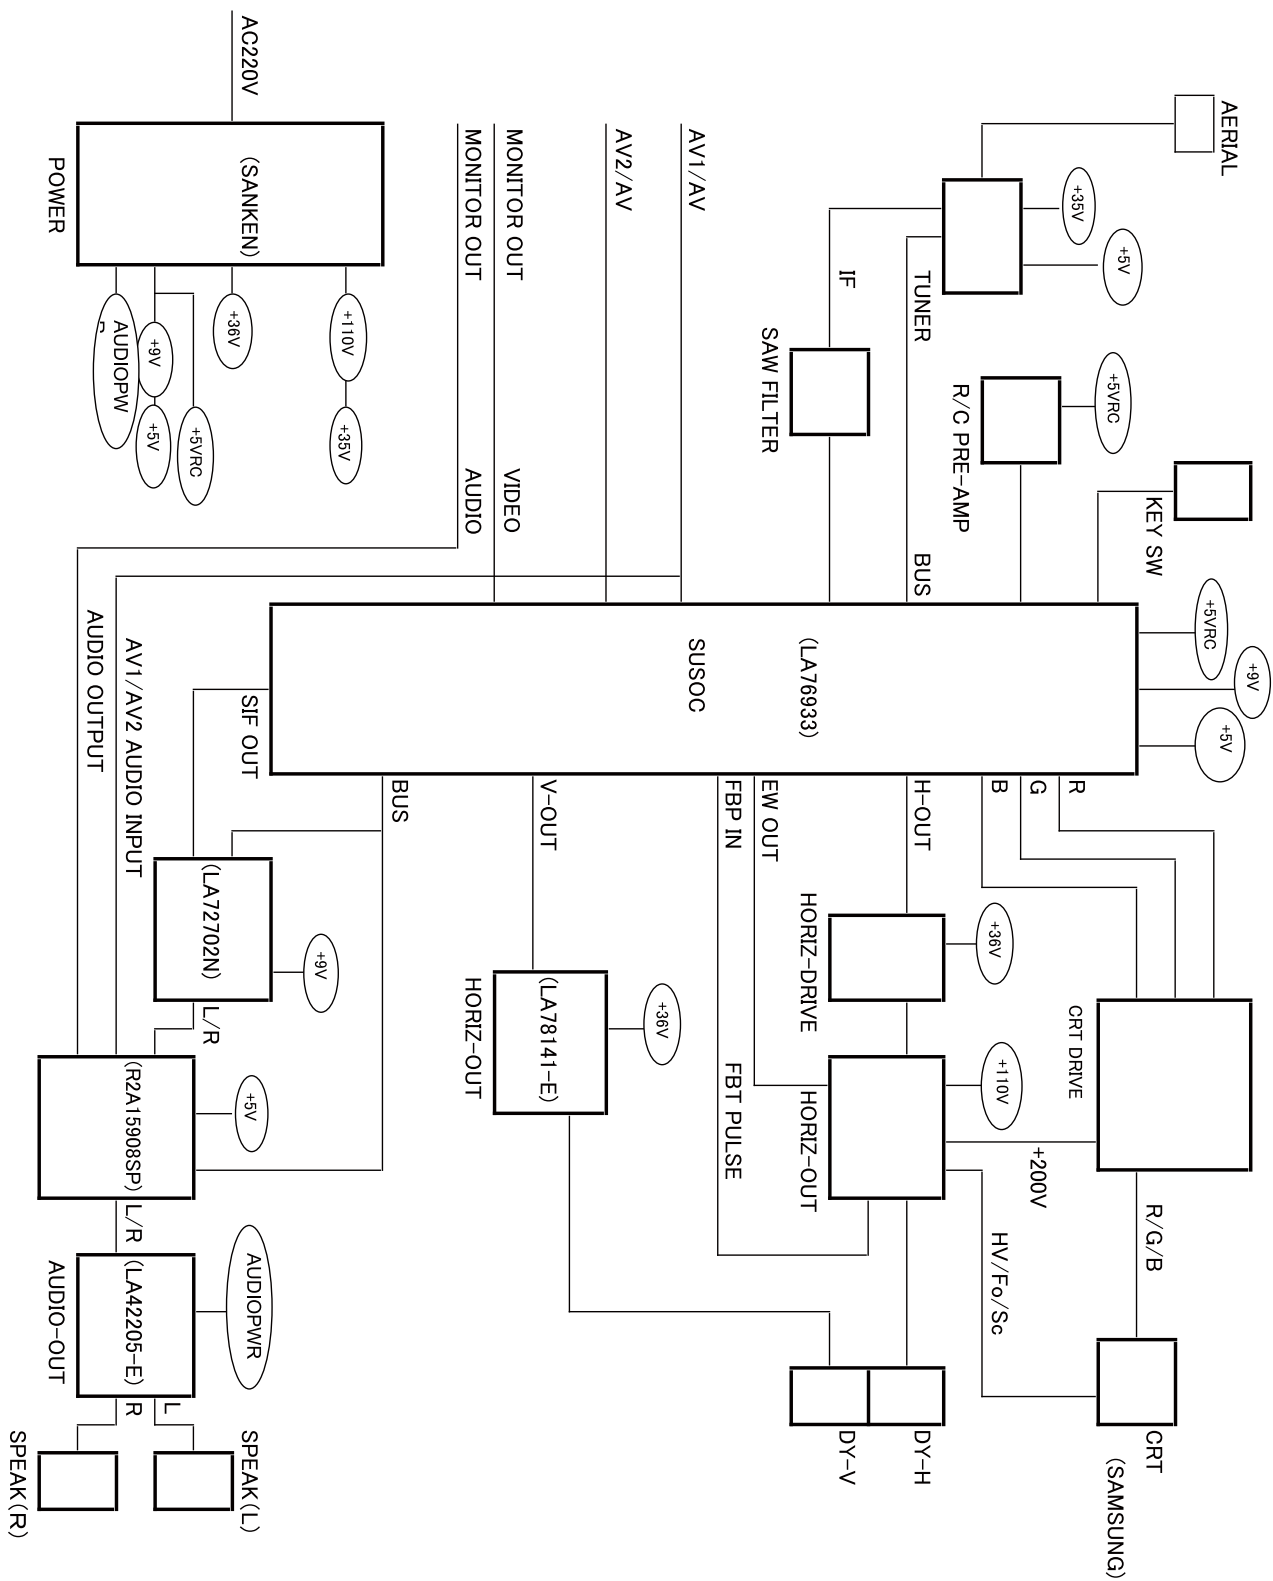 AERIAL
+35V
+5V
TUNER
IF
SAW FILTER
+5VRC
R/C PRE-AMP
KEY SW
BUS
AV1/AV
AV2/AV
MONITOR OUT
MONITOR OUT
VIDEO
AUDIO
AC220V
(SANKEN)
POWER
+110V
+35V
+36V
+5VRC
+9V
+5V
AUDIOPW
R
+5VRC
+9V
+5V
(LA76933)
SUSOC
R
G
B
H-OUT
EW OUT
FBP IN
V-OUT
BUS
SIF OUT
AV1/AV2 AUDIO INPUT
AUDIO OUTPUT
CRT DRIVE
R/G/B
CRT
(SAMSUNG)
+36V
HORIZ-DRIVE
+110V
HORIZ-OUT
+200V
HV/Fo/Sc
FBT PULSE
DY-H
DY-V
+36V
(LA78141-E)
HORIZ-OUT
+9V
(LA72702N)
L/R
+5V
(R2A15908SP)
L/R
AUDIOPWR
(LA42205-E)
AUDIO-OUT
L
R
SPEAK(L)
SPEAK(R)